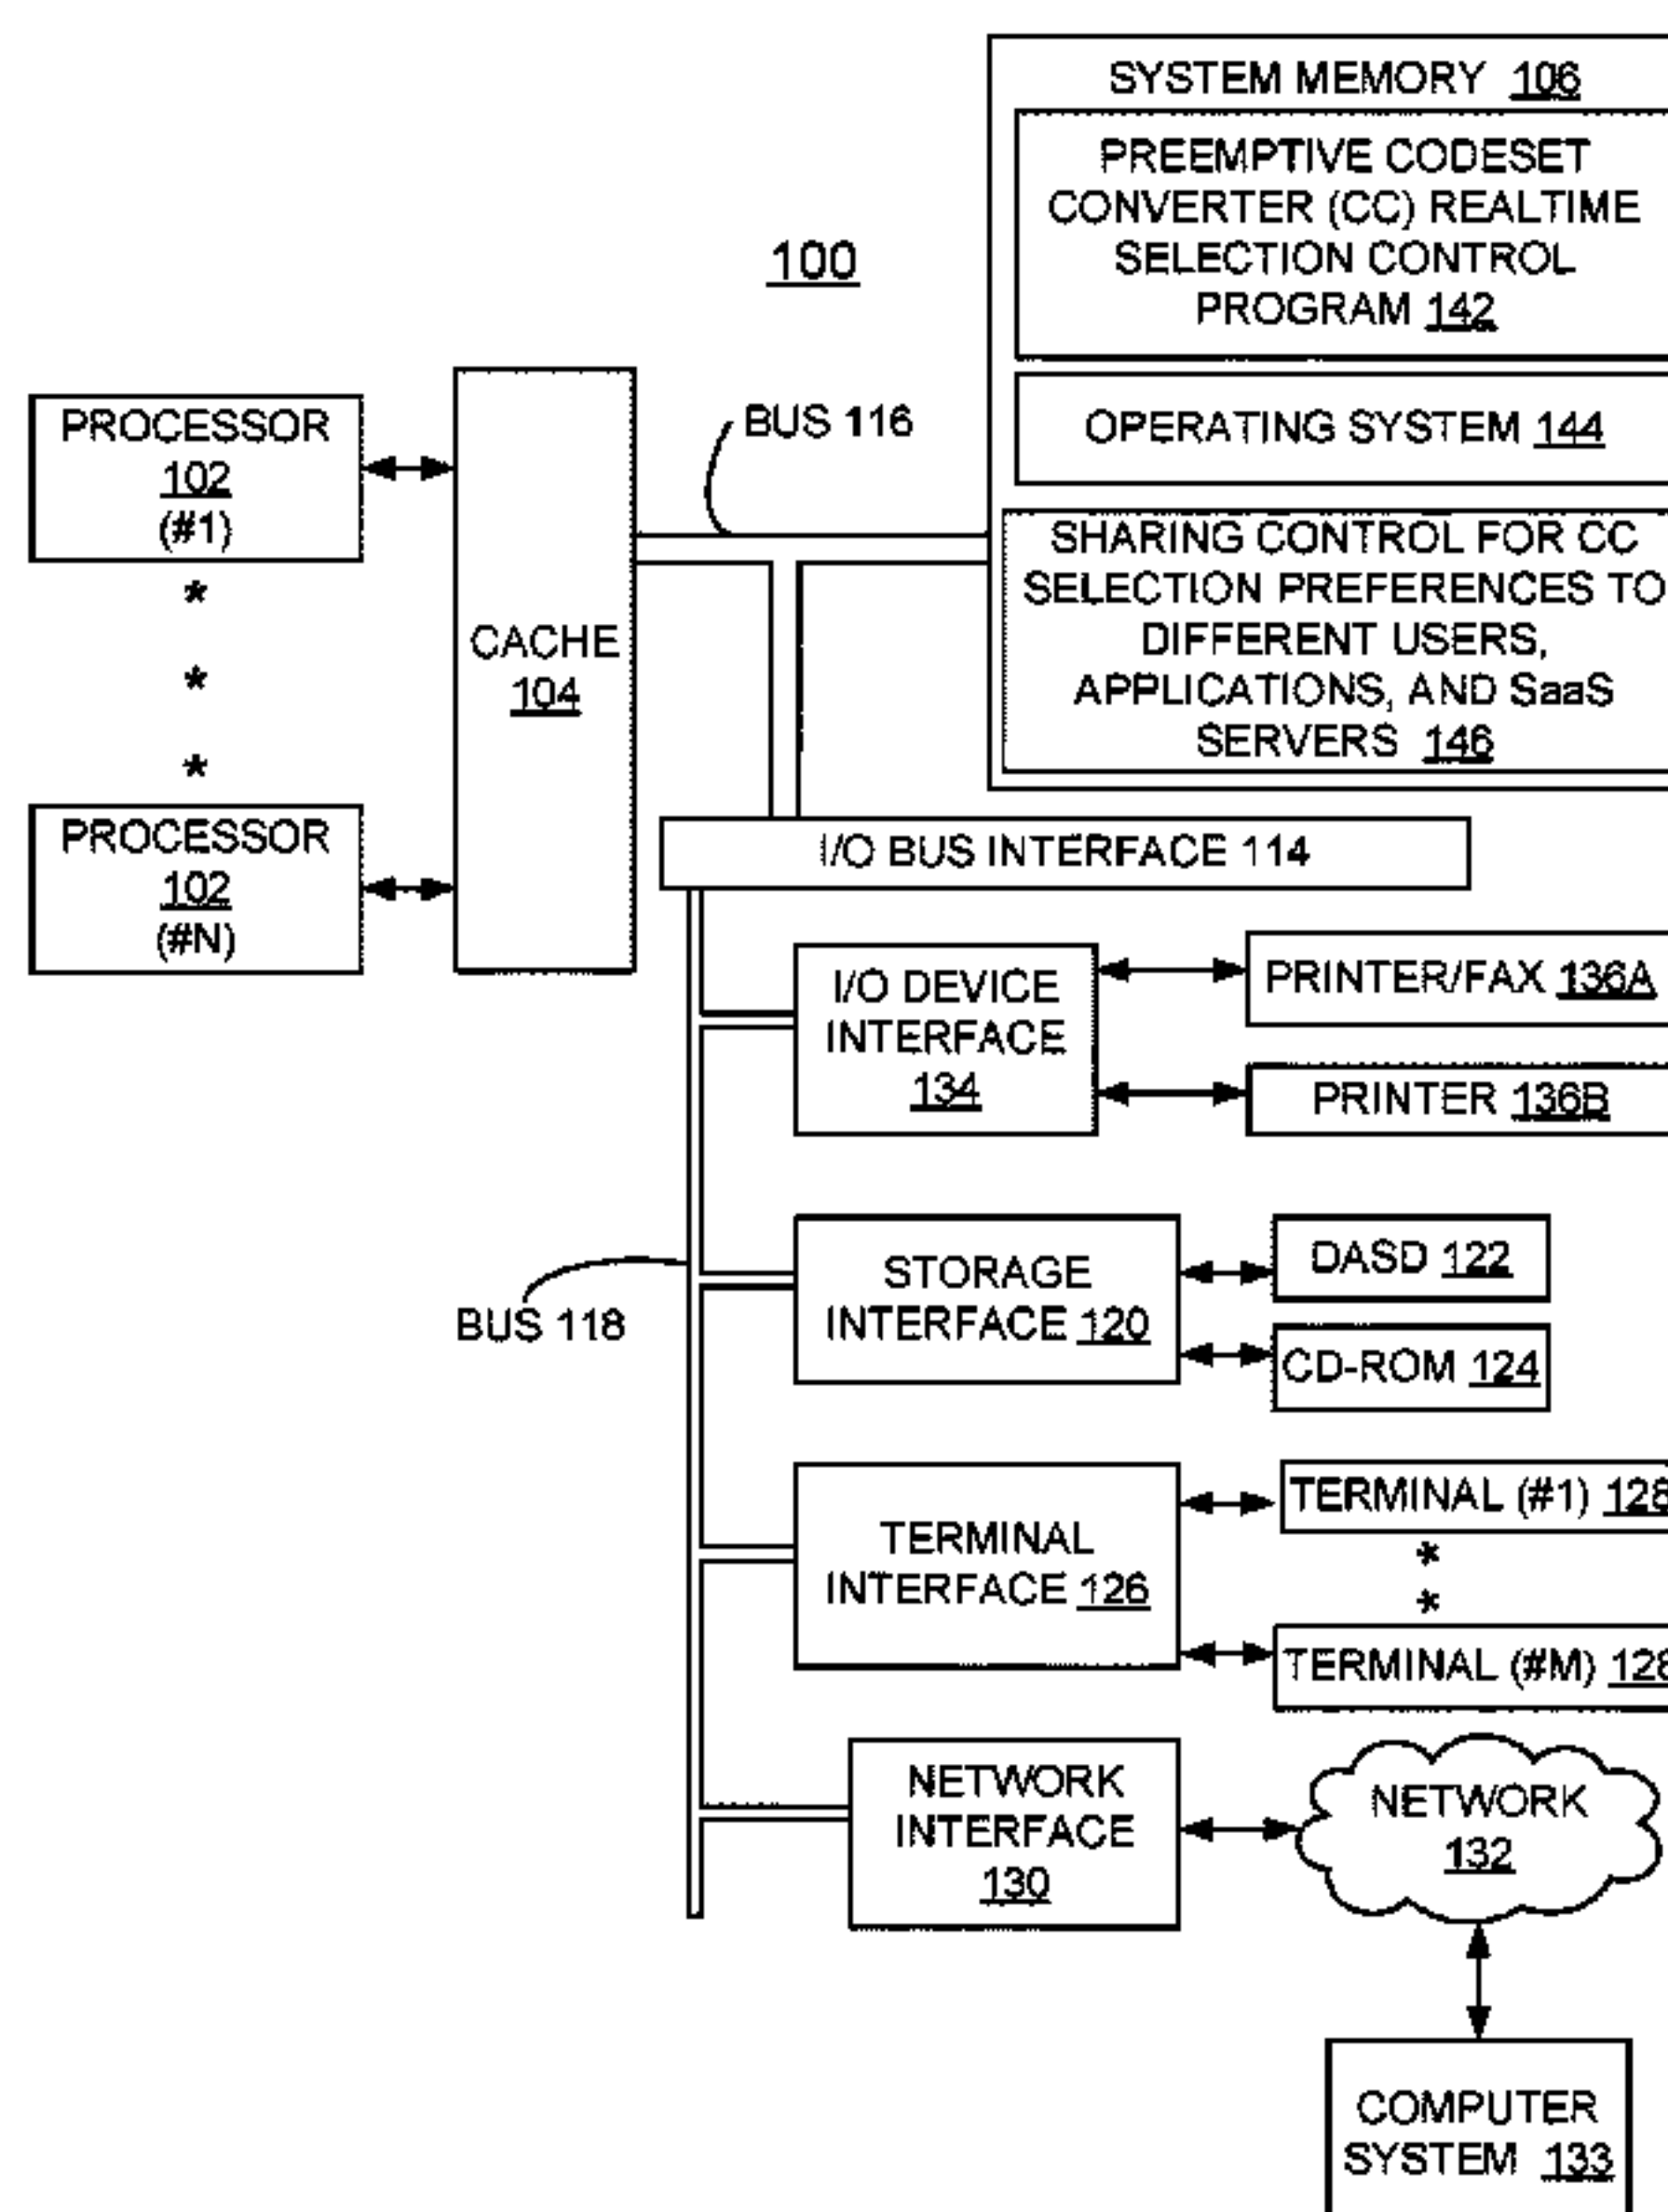 SYSTEM MEMORY 106
PREEMPTIVE CODESET
CONVERTER (CC) REALTIME
SELECTION CONTROL
PROGRAM 142
100
OPERATING SYSTEM 144
BUS 116
PROCESSOR
102
(#1)
*
*
*
PROCESSOR
102
(#N)
CACHE
104
SHARING CONTROL FOR CC
SELECTION PREFERENCES TO
DIFFERENT USERS,
APPLICATIONS, AND SaaS
SERVERS 146
I/O BUS INTERFACE 114
I/O DEVICE
INTERFACE
134
PRINTER/FAX 136A
PRINTER 136B
BUS 118
STORAGE
INTERFACE 120
DASD 122
CD-ROM 124
TERMINAL
INTERFACE 126
TERMINAL (#1) 128
*
*
TERMINAL (#M) 128
NETWORK
INTERFACE
130
NETWORK
132
COMPUTER
SYSTEM 133